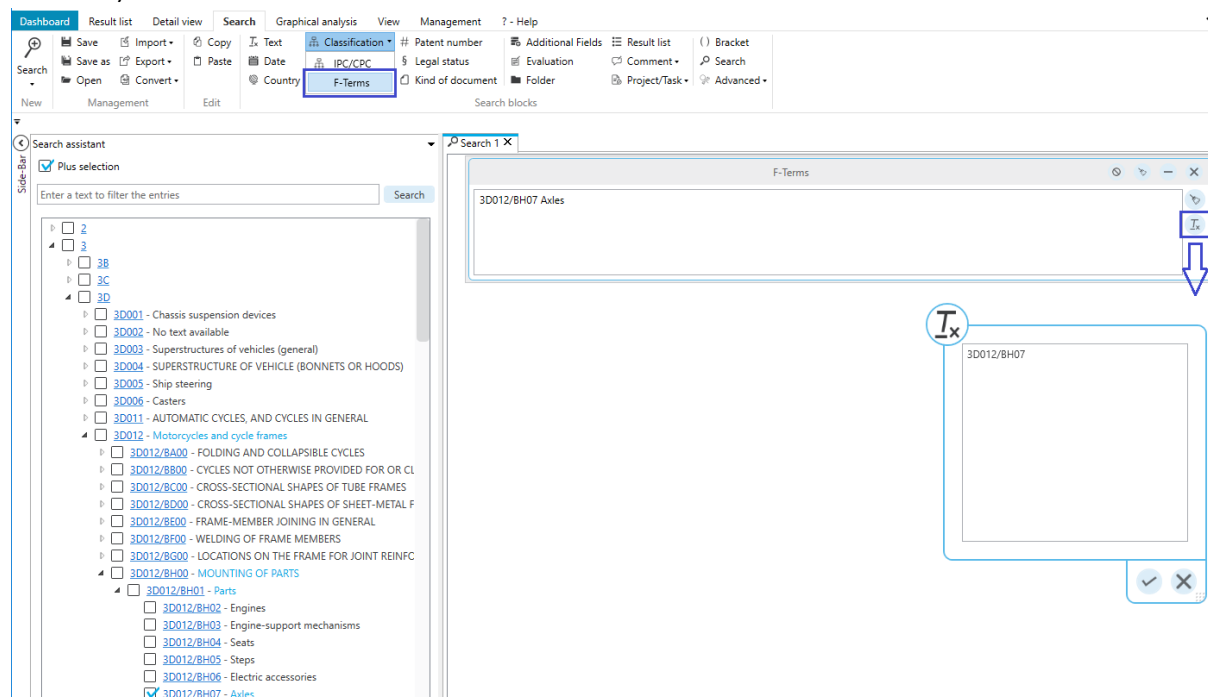 Dashboard Result list Detail view Search Graphical analysis View Management ? - Help
Save Import Copy Text Classification # Patent number Additional Fields Result list ( ) Bracket
Search Save as Export Paste Date IPC/CPC § Legal status Evaluation Comment Search
Open Convert Country F-Terms Kind of document Folder Project/Task Advanced
New Management Edit Search blocks
Side-Bar
Search assistant
Plus selection
Enter a text to filter the entries Search
2
3
3B
3C
3D
3D001 - Chassis suspension devices
3D002 - No text available
3D003 - Superstructures of vehicles (general)
3D004 - SUPERSTRUCTURE OF VEHICLE (BONNETS OR HOODS)
3D005 - Ship steering
3D006 - Casters
3D011 - AUTOMATIC CYCLES, AND CYCLES IN GENERAL
3D012 - Motorcycles and cycle frames
3D012/BA00 - FOLDING AND COLLAPSIBLE CYCLES
3D012/BB00 - CYCLES NOT OTHERWISE PROVIDED FOR OR CL
3D012/BC00 - CROSS-SECTIONAL SHAPES OF TUBE FRAMES
3D012/BD00 - CROSS-SECTIONAL SHAPES OF SHEET-METAL F
3D012/BE00 - FRAME-MEMBER JOINING IN GENERAL
3D012/BF00 - WELDING OF FRAME MEMBERS
3D012/BG00 - LOCATIONS ON THE FRAME FOR JOINT REINFC
3D012/BH00 - MOUNTING OF PARTS
3D012/BH01 - Parts
3D012/BH02 - Engines
3D012/BH03 - Engine-support mechanisms
3D012/BH04 - Seats
3D012/BH05 - Steps
3D012/BH06 - Electric accessories
3D012/BH07 - Axles
Search 1
F-Terms
3D012/BH07 Axles
Tx
Tx
3D012/BH07